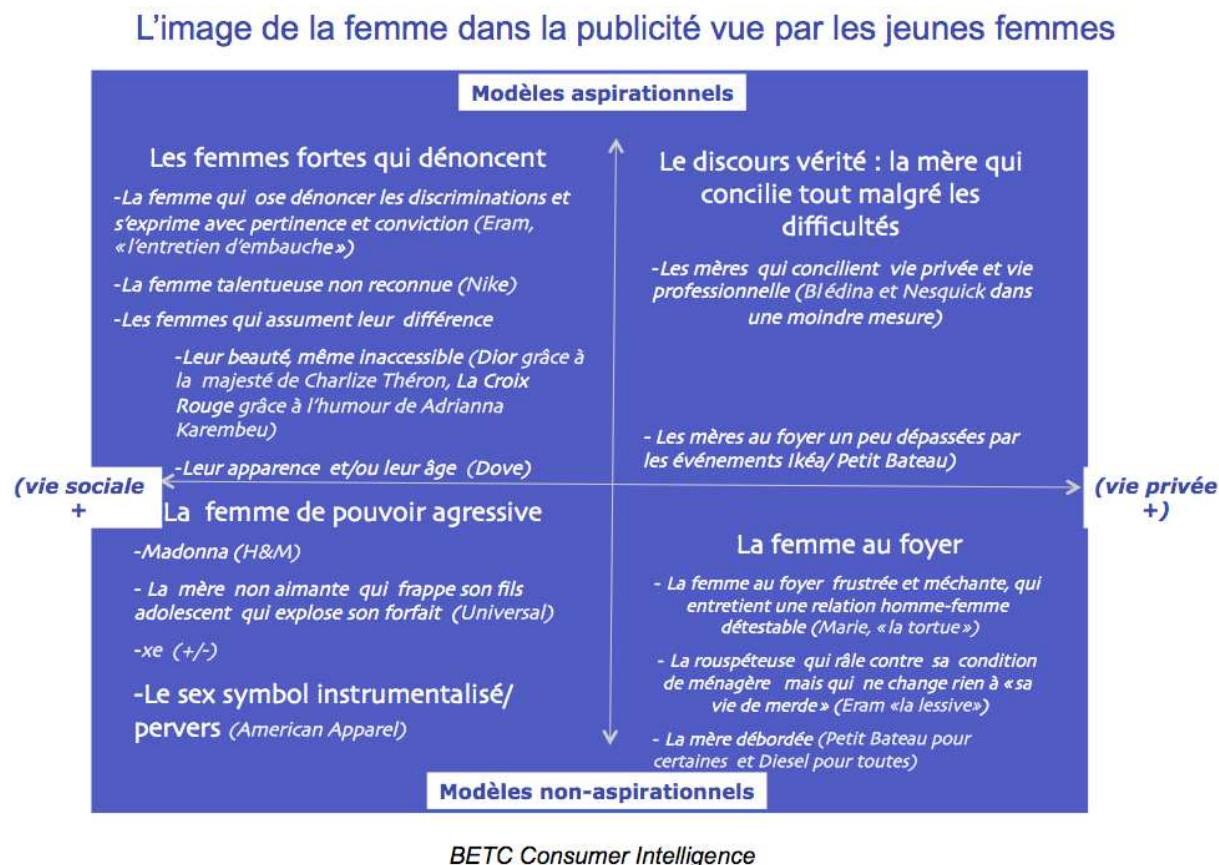 L'image de la femme dans la publicité vue par les jeunes femmes
Modèles aspirationnels
Les femmes fortes qui dénoncent
-La femme qui ose dénoncer les discriminations et
s'exprime avec pertinence et conviction (Eram,
«l'entretien d'embauche»)
-La femme talentueuse non reconnue (Nike)
-Les femmes qui assument leur différence
-Leur beauté, même inaccessible (Dior grâce à
la majesté de Charlize Théron, La Croix
Rouge grâce à l'humour de Adrianna
Karembeu)
-Leur apparence et/ou leur âge (Dove)
Le discours vérité : la mère qui
concilie tout malgré les
difficultés
-Les mères qui concilient vie privée et vie
professionnelle (Blédina et Nesquick dans
une moindre mesure)
- Les mères au foyer un peu dépassées par
les événements Ikéa/ Petit Bateau)
(vie sociale
+
(vie privée
+)
La femme de pouvoir agressive
-Madonna (H&M)
- La mère non aimante qui frappe son fils
adolescent qui explose son forfait (Universal)
-xe (+/-)
-Le sex symbol instrumentalisé/
pervers (American Apparel)
La femme au foyer
- La femme au foyer frustrée et méchante, qui
entretient une relation homme-femme
détestable (Marie, «la tortue»)
- La rouspéteuse qui râle contre sa condition
de ménagère mais qui ne change rien à «sa
vie de merde» (Eram «la lessive»)
- La mère débordée (Petit Bateau pour
certaines et Diesel pour toutes)
Modèles non-aspirationnels
BETC Consumer Intelligence